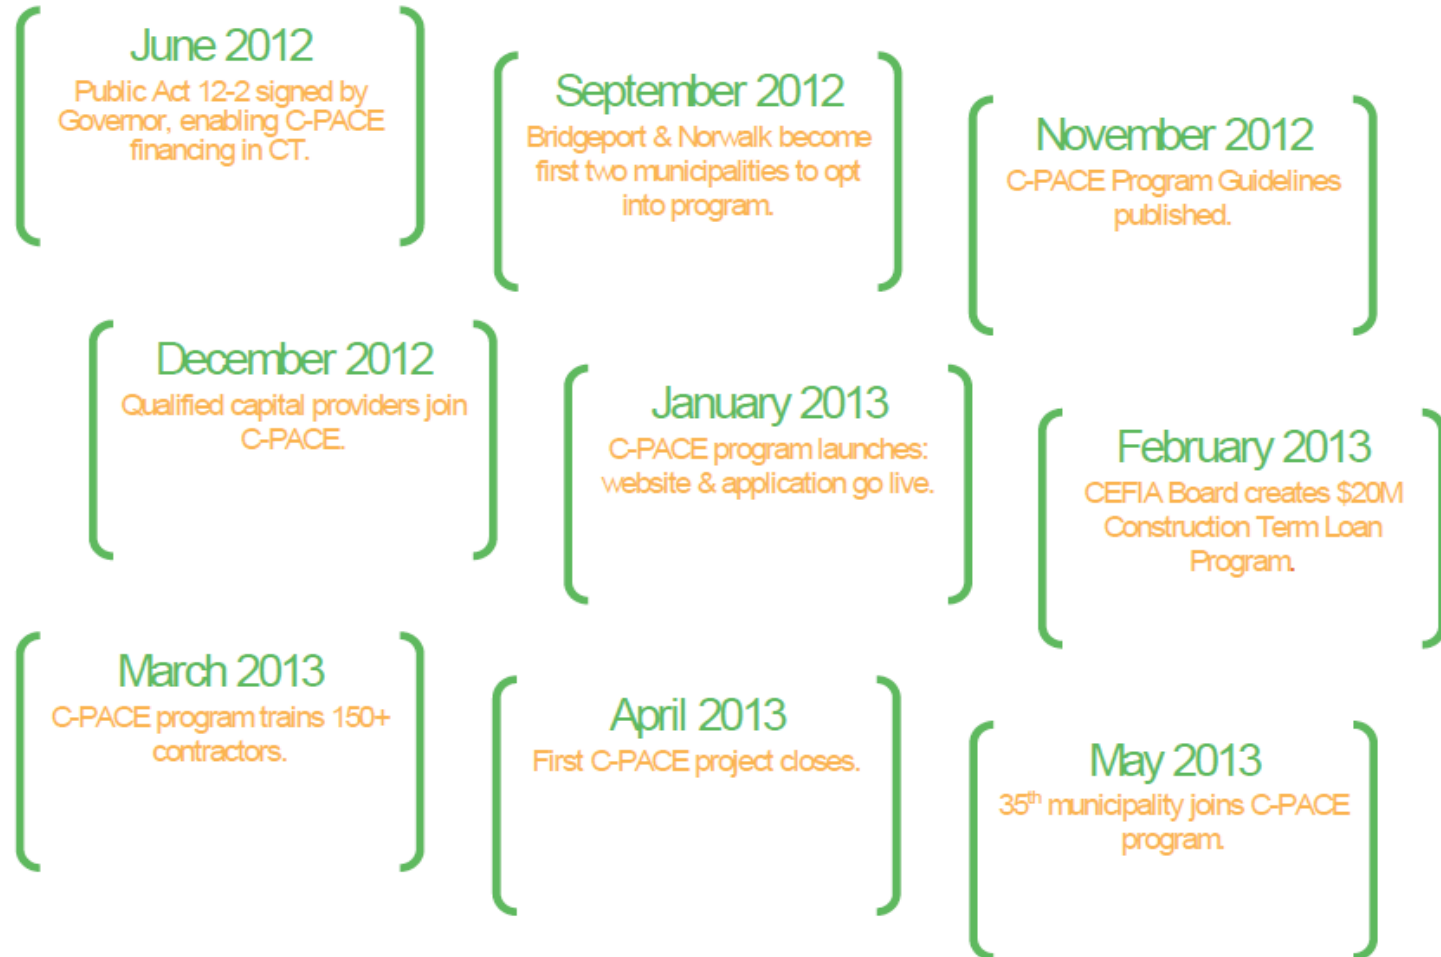 June 2012
Public Act 12-2 signed by
Governor, enabling C-PACE
financing in CT.
September 2012
Bridgeport & Norwalk become
first two municipalities to opt
into program.
November 2012
C-PACE Program Guidelines
published.
December 2012
Qualified capital providers join
C-PACE.
January 2013
C-PACE program launches:
website & application go live.
February 2013
CEFIA Board creates $20M
Construction Term Loan
Program.
March 2013
C-PACE program trains 150+
contractors.
April 2013
First C-PACE project closes.
May 2013
35th municipality joins C-PACE
program.